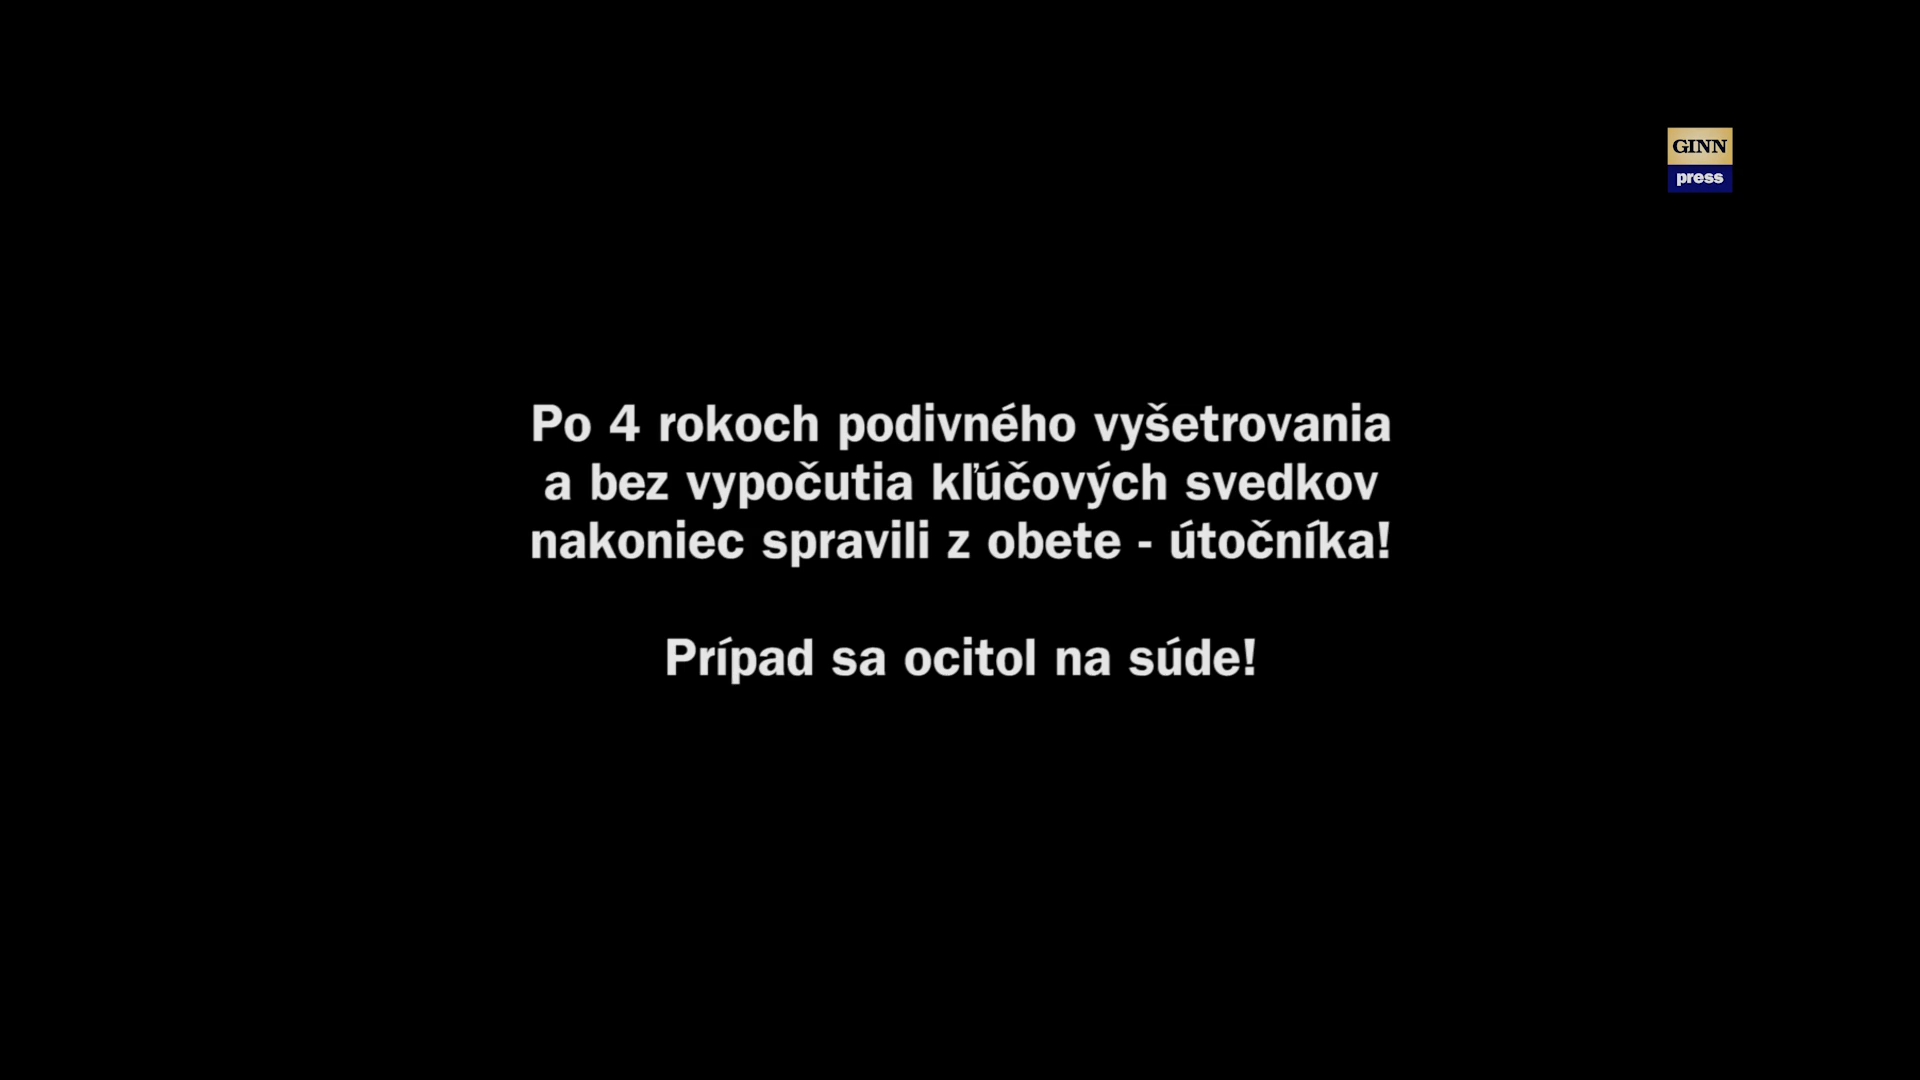 GINN
press
Po 4 rokoch podivného vyšetrovania
a bez vypočutia kľúčových svedkov
nakoniec spravili z obete - útočníka!
Prípad sa ocitol na súde!